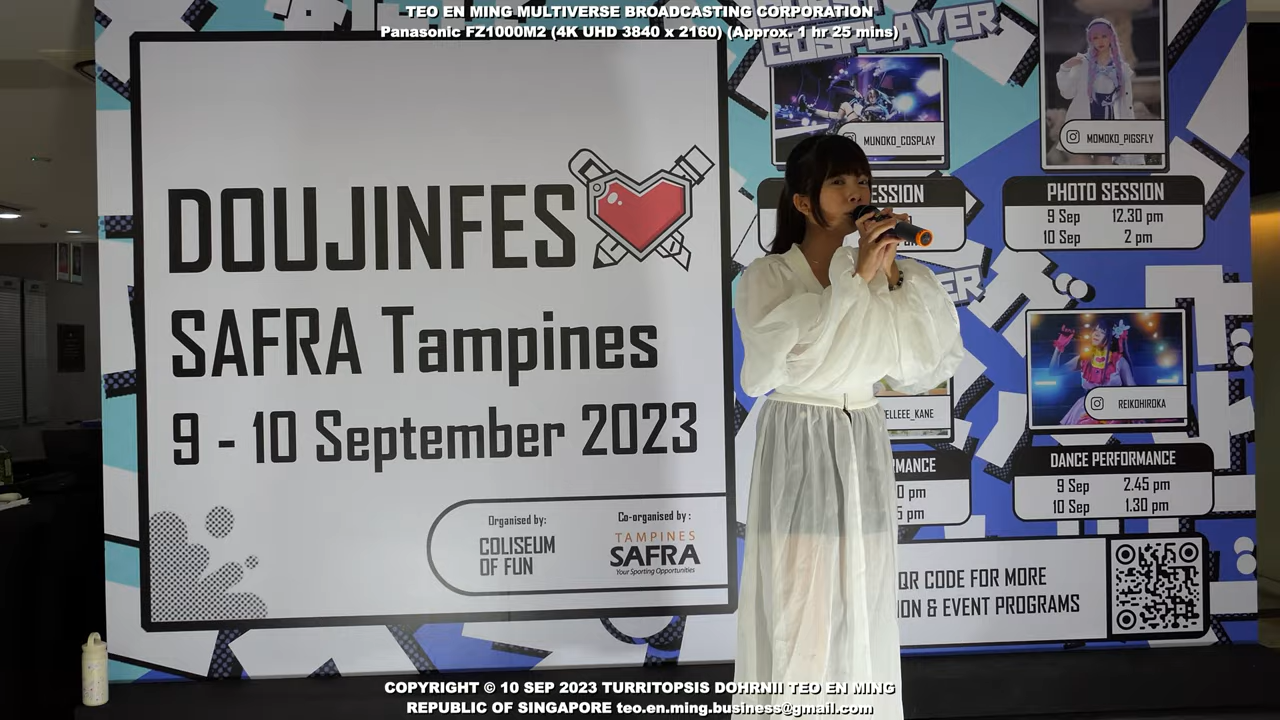 TEO EN MING MULTIVERSE BROADCASTING CORPORATION
Panasonic FZ1000M2 (4K UHD 3840 x 2160) (Approx. 1 hr 25 mins)
COSPLAYER
DOUJINFES
SAFRA Tampines
9 - 10 September 2023
Organised by:
COLISEUM
OF FUN
Co-organised by :
TAMPINES
SAFRA
Your Sporting Opportunities
MUNOKO_COSPLAY
MOMOKO_PIGSFLY
PHOTO SESSION
9 Sep 12.30 pm
10 Sep 2 pm
REIKOHIROKA
DANCE PERFORMANCE
9 Sep 2.45 pm
10 Sep 1.30 pm
QR CODE FOR MORE
& EVENT PROGRAMS
COPYRIGHT © 10 SEP 2023 TURRITOPSIS DOHRNII TEO EN MING
REPUBLIC OF SINGAPORE teo.en.ming.business@gmail.com